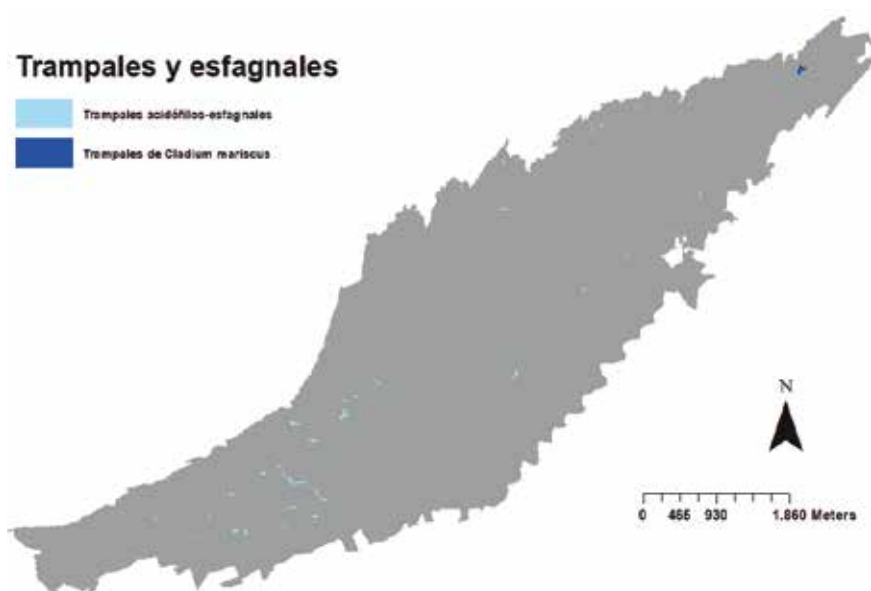 Trampales y esfagnales
Trampales acidófilos-esfagnales
Trampales de Cladium mariscus
N
0 465 930 1.860 Meters